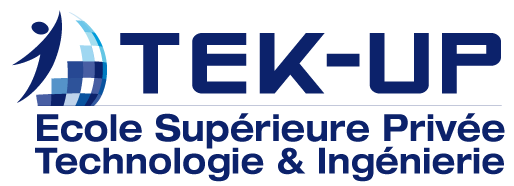 TEK-UP
Ecole Supérieure Privée
Technologie & Ingénierie